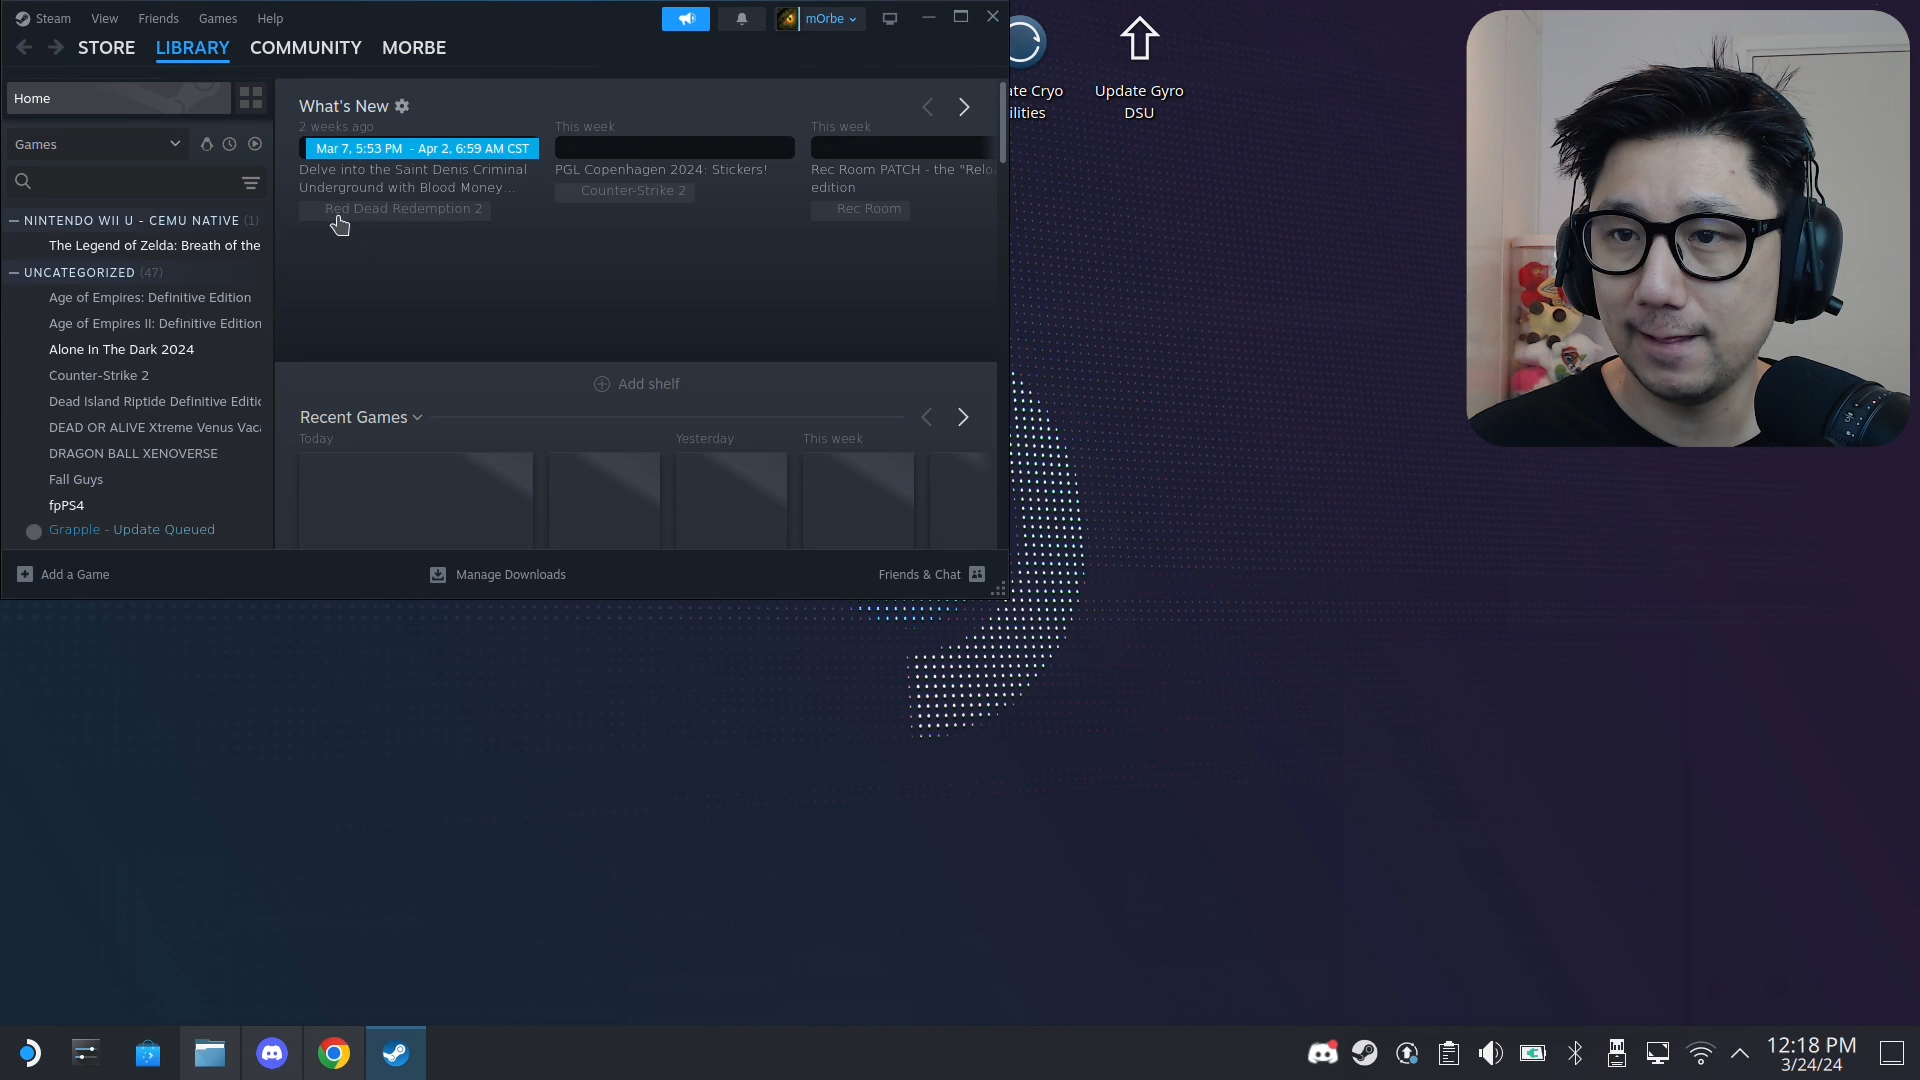 Steam View Friends Games Help mOrbe
STORE LIBRARY COMMUNITY MORBE
Home
Games
NINTENDO WII U - CEMU NATIVE (1)
The Legend of Zelda: Breath of the
UNCATEGORIZED (47)
Age of Empires: Definitive Edition
Age of Empires II: Definitive Edition
Alone In The Dark 2024
Counter-Strike 2
Dead Island Riptide Definitive Editi
DEAD OR ALIVE Xtreme Venus Vaca
DRAGON BALL XENOVERSE
Fall Guys
fpPS4
Grapple - Update Queued
What's New
2 weeks ago
Mar 7, 5:53 PM - Apr 2, 6:59 AM CST
Delve into the Saint Denis Criminal
Underground with Blood Money...
Red Dead Redemption 2
This week
PGL Copenhagen 2024: Stickers!
Counter-Strike 2
This week
Rec Room PATCH - the "Relo
edition
Rec Room
Add shelf
Recent Games
Today Yesterday This week
Add a Game Manage Downloads Friends & Chat
ate Cryo
ilities
Update Gyro
DSU
12:18 PM
3/24/24